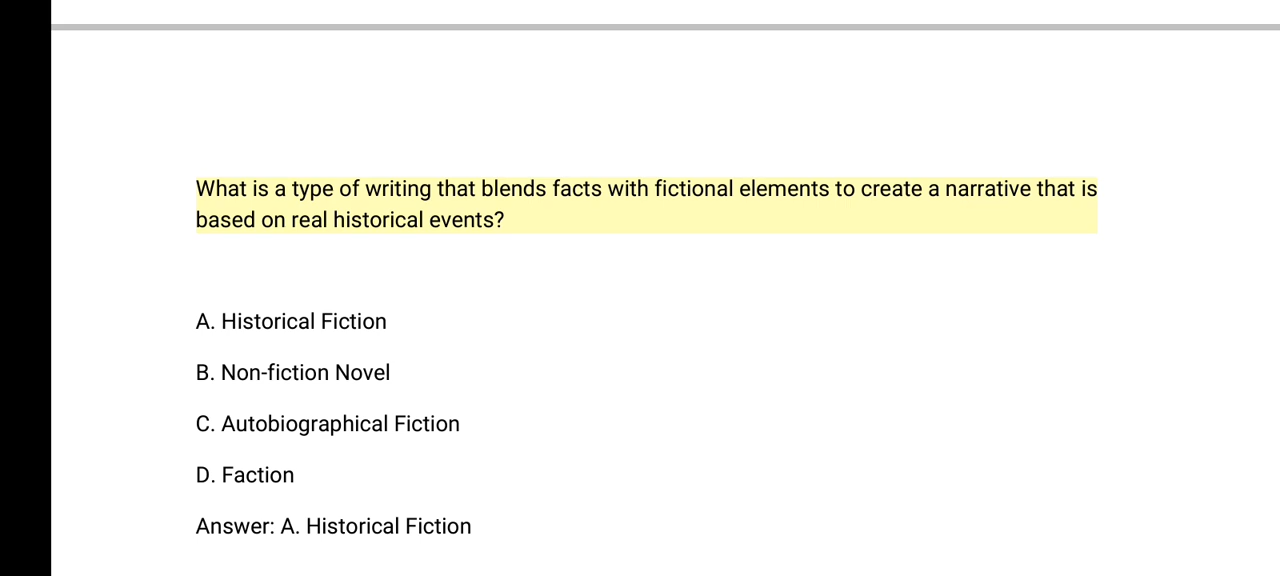 What is a type of writing that blends facts with fictional elements to create a narrative that is
based on real historical events?
A. Historical Fiction
B. Non-fiction Novel
C. Autobiographical Fiction
D. Faction
Answer: A. Historical Fiction